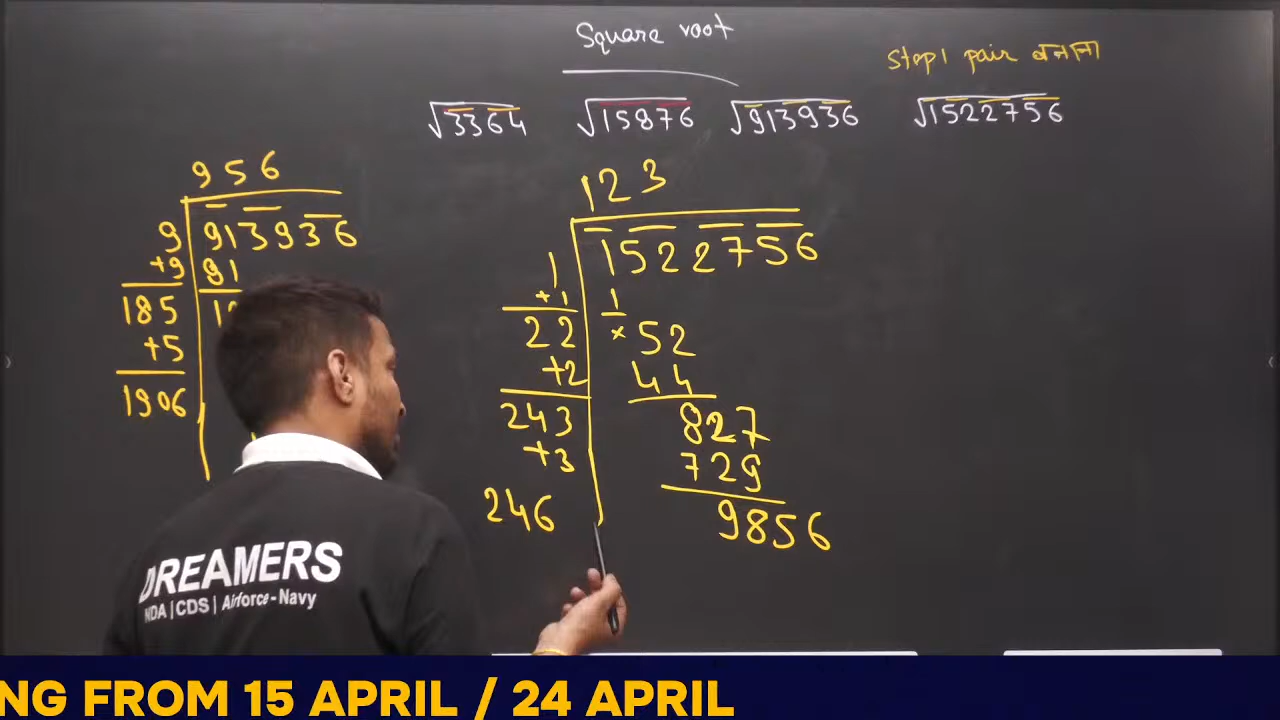 Square root
Step1 pair बनाना
√3364 √15876 √913936 √1522756
956
9 913936
+9 81
185
+5
1906
123
1 1522756
+1 1
22 × 52
+2 44
243 827
+3 729
246 9856
DREAMERS
NDA | CDS | Airforce - Navy
NG FROM 15 APRIL / 24 APRIL